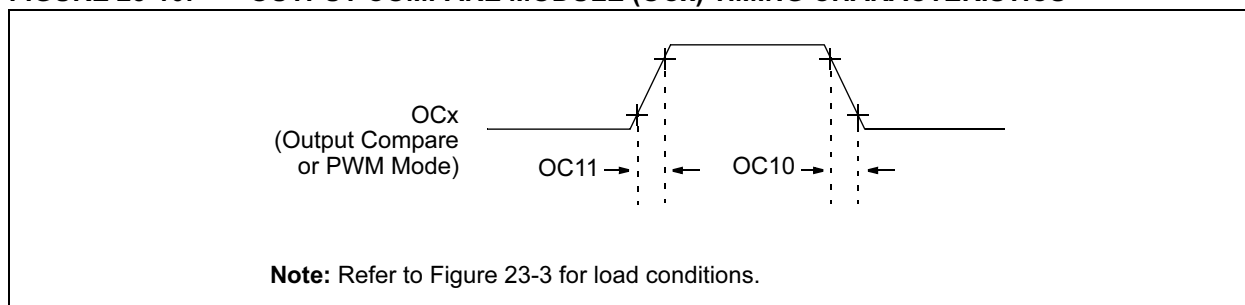 OCx
(Output Compare
or PWM Mode)
OC11
OC10
Note: Refer to Figure 23-3 for load conditions.